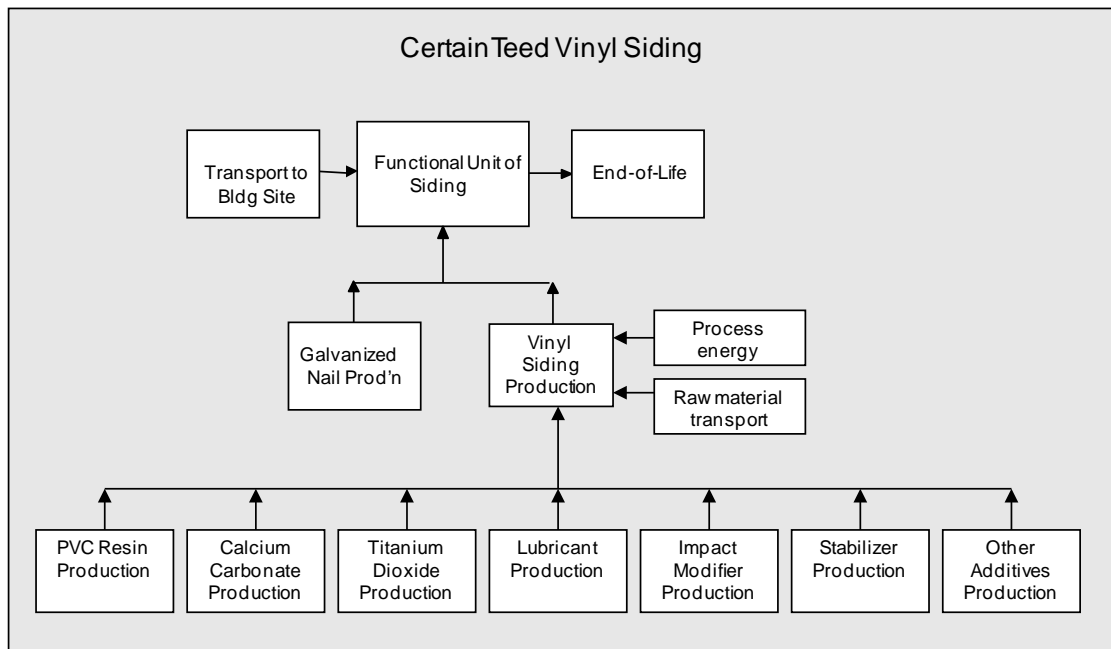 CertainTeed Vinyl Siding
Transport to
Bldg Site
Functional Unit of
Siding
End-of-Life
Galvanized
Nail Prod’n
Vinyl
Siding
Production
Process
energy
Raw material
transport
PVC Resin
Production
Calcium
Carbonate
Production
Titanium
Dioxide
Production
Lubricant
Production
Impact
Modifier
Production
Stabilizer
Production
Other
Additives
Production